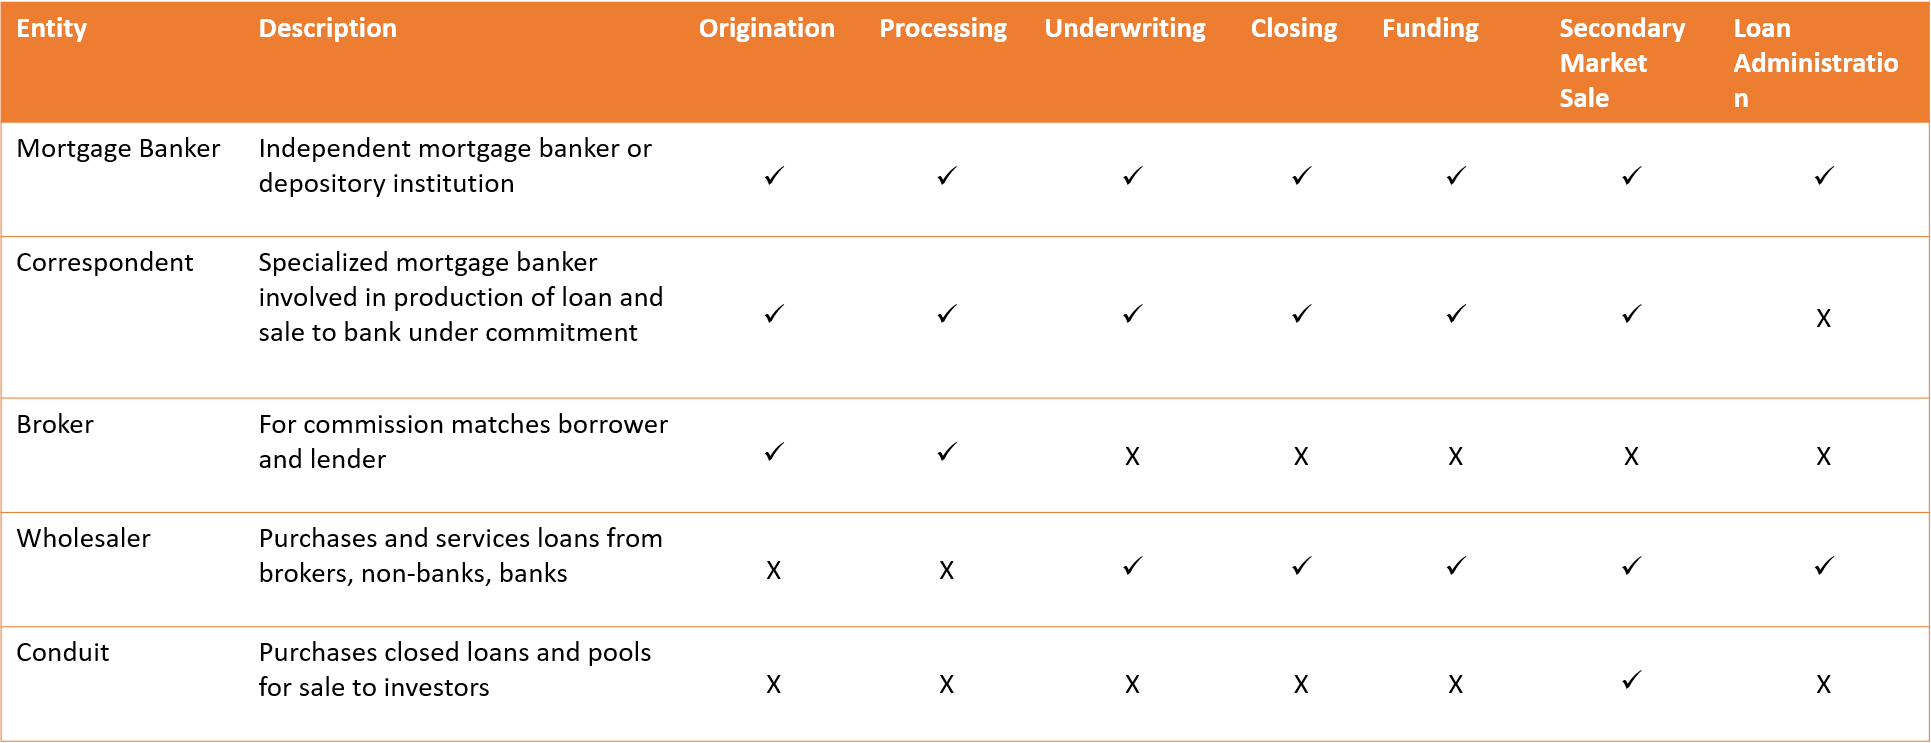 Entity Description Origination Processing Underwriting Closing Funding Secondary Market Sale Loan Administratio n
Mortgage Banker Independent mortgage banker or
depository institution
✓ ✓ ✓ ✓ ✓ ✓ ✓
Correspondent Specialized mortgage banker
involved in production of loan and
sale to bank under commitment
✓ ✓ ✓ ✓ ✓ ✓ X
Broker For commission matches borrower
and lender
✓ ✓ X X X X X
Wholesaler Purchases and services loans from
brokers, non-banks, banks
X X ✓ ✓ ✓ ✓ ✓
Conduit Purchases closed loans and pools
for sale to investors
X X X X X ✓ X